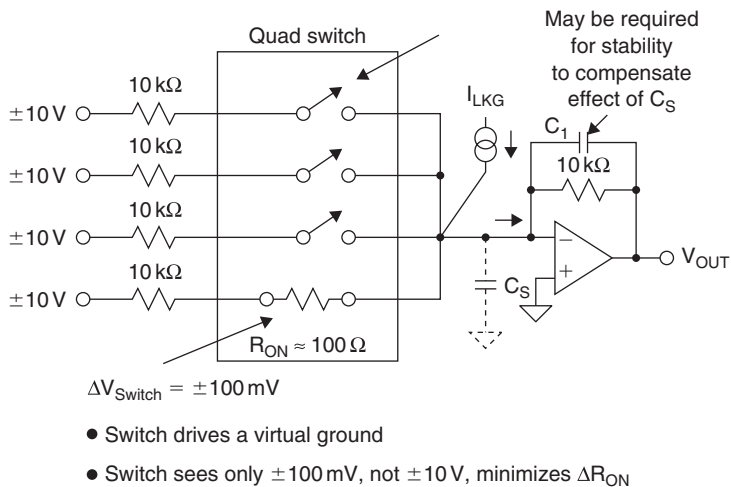 May be required
for stability
to compensate
effect of C_S
Quad switch
I_LKG
C_1
10 kΩ
±10 V
10 kΩ
±10 V
10 kΩ
±10 V
10 kΩ
±10 V
10 kΩ
−
+
V_OUT
C_S
R_ON ≈ 100 Ω
ΔV_Switch = ±100 mV
● Switch drives a virtual ground
● Switch sees only ±100 mV, not ±10 V, minimizes ΔR_ON